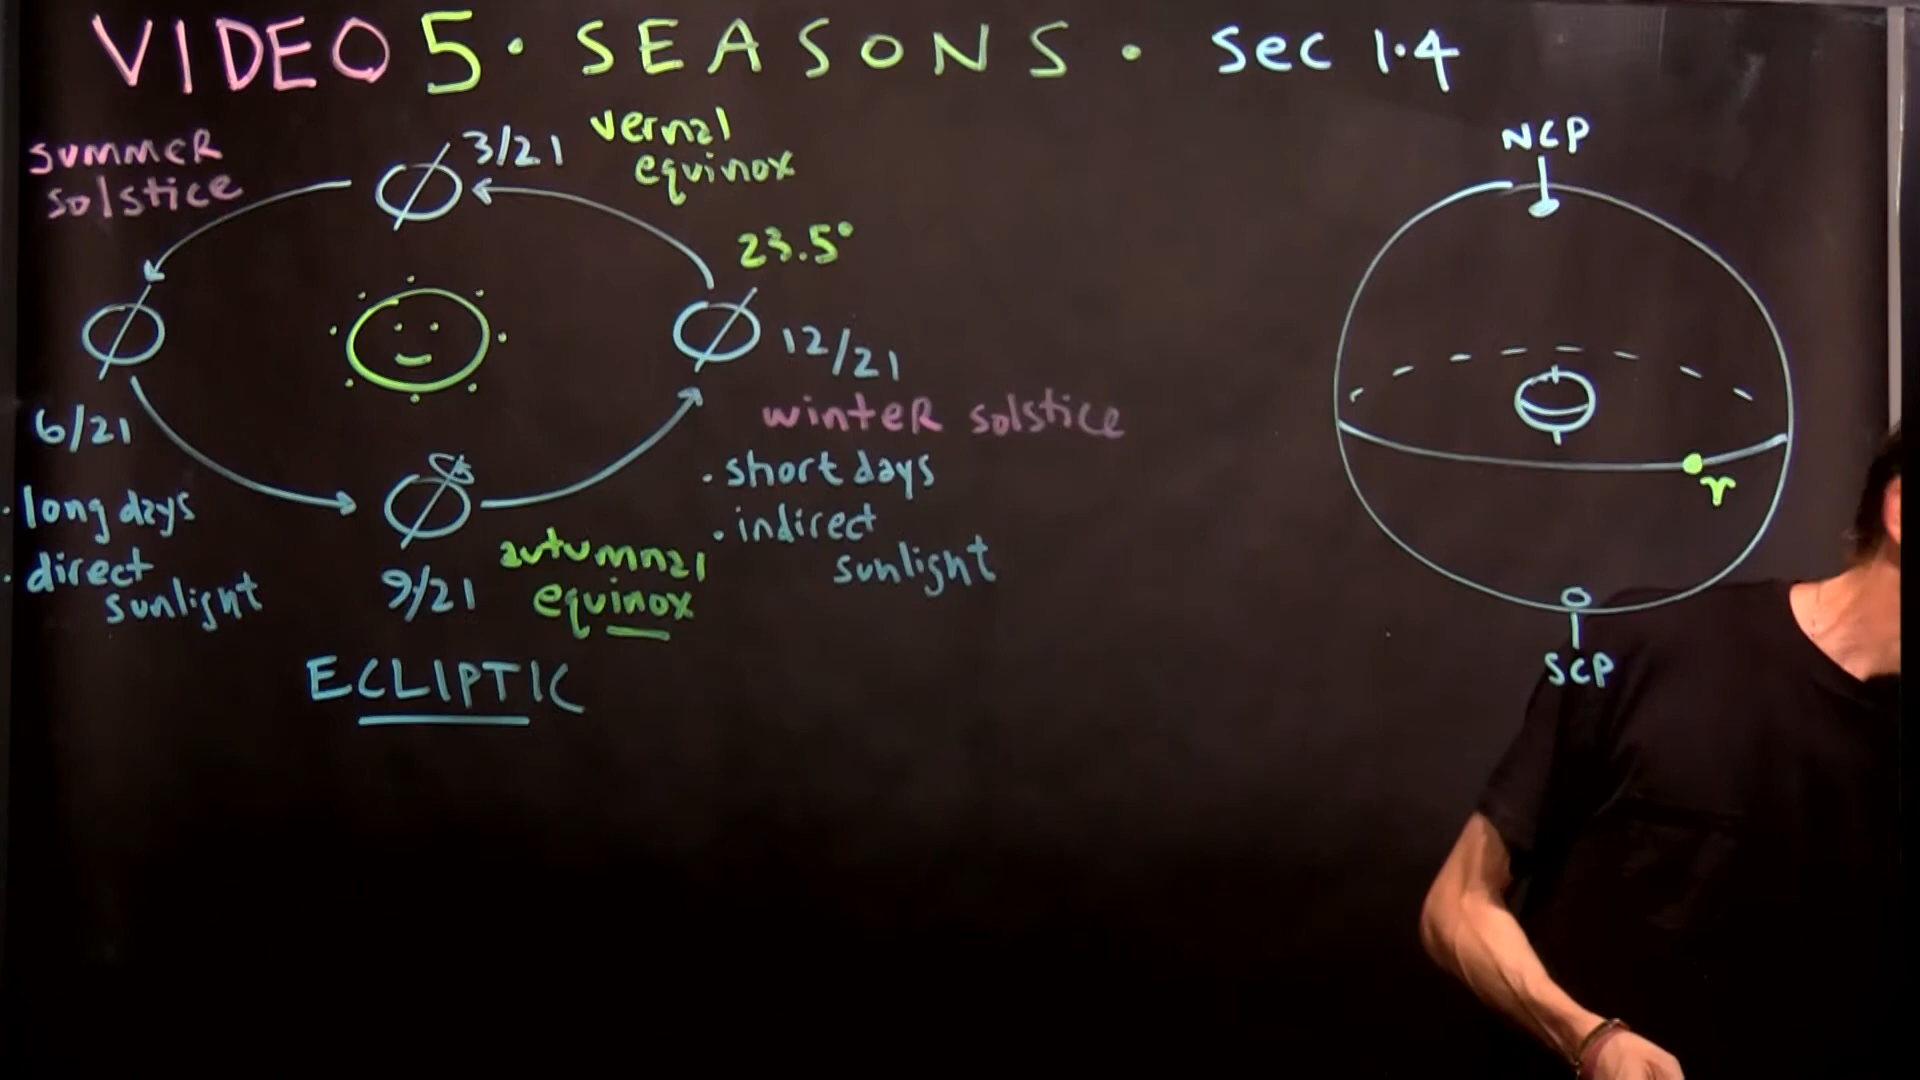 VIDEO 5 · SEASONS · Sec 1.4
summer
solstice
3/21
vernal
equinox
23.5°
12/21
winter solstice
· short days
· indirect
sunlight
6/21
· long days
· direct
sunlight
9/21
autumnal
equinox
ECLIPTIC
NCP
♈
SCP